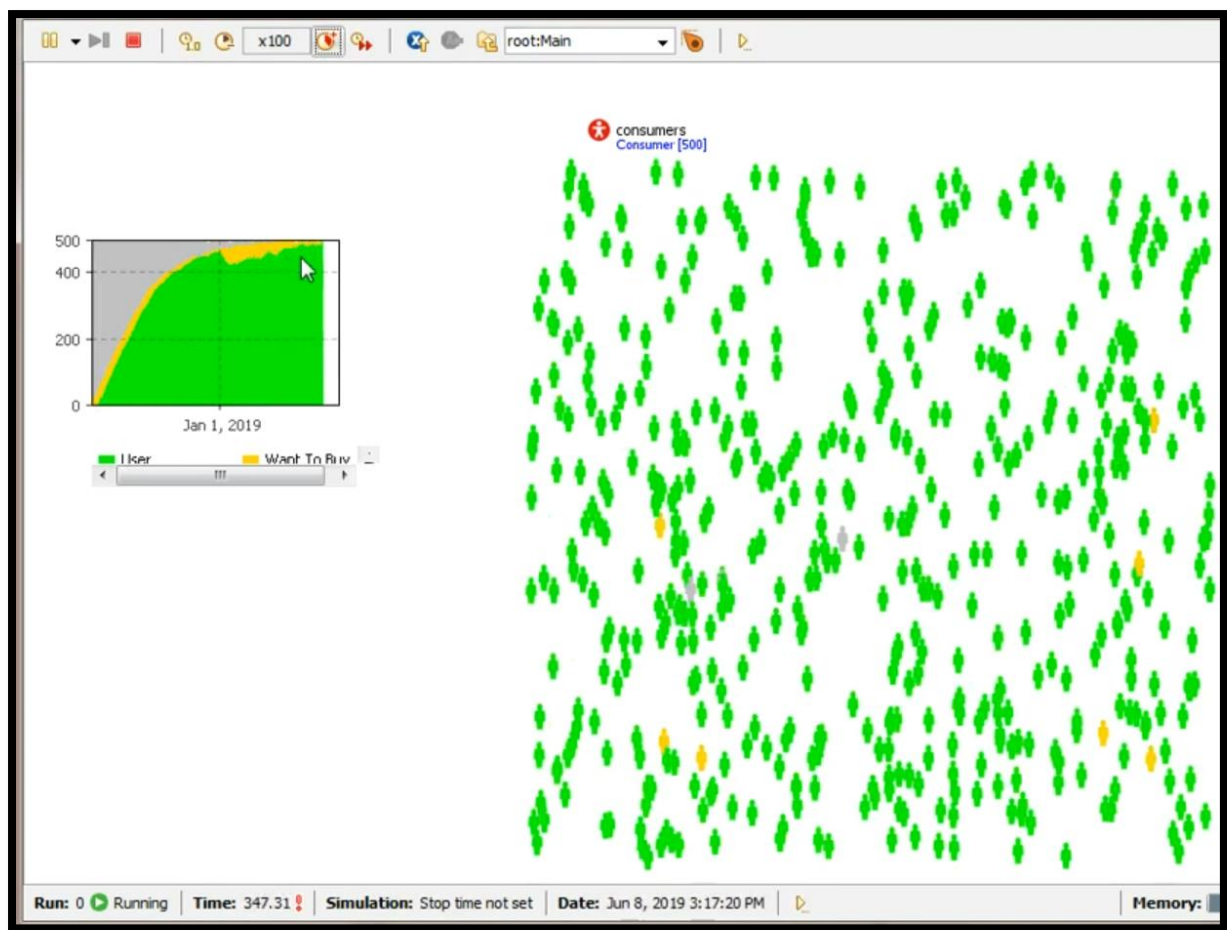 x100
root:Main
consumers
Consumer [500]
500
400
200
0
Jan 1, 2019
User
Want To Buy
Run: 0 Running
Time: 347.31
Simulation: Stop time not set
Date: Jun 8, 2019 3:17:20 PM
Memory: